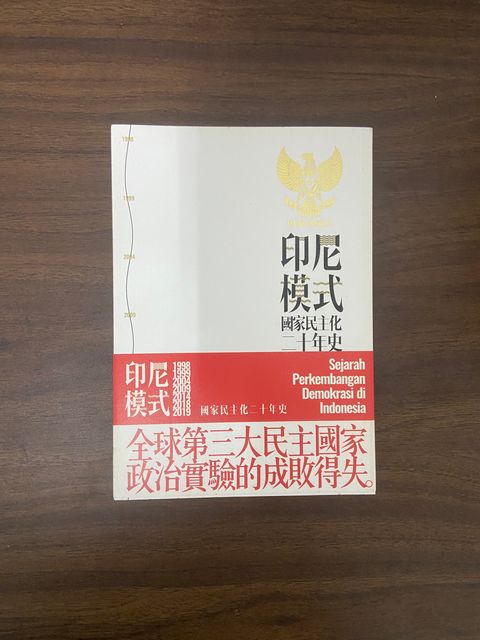 1998
1999
2004
2009
印尼
模式
國家民主化
二十年史
印尼
模式
1998
1999
2004
2009
2014
2018
2019
國家民主化二十年史
Sejarah
Perkembangan
Demokrasi di
Indonesia
全球第三大民主國家
政治實驗的成敗得失。